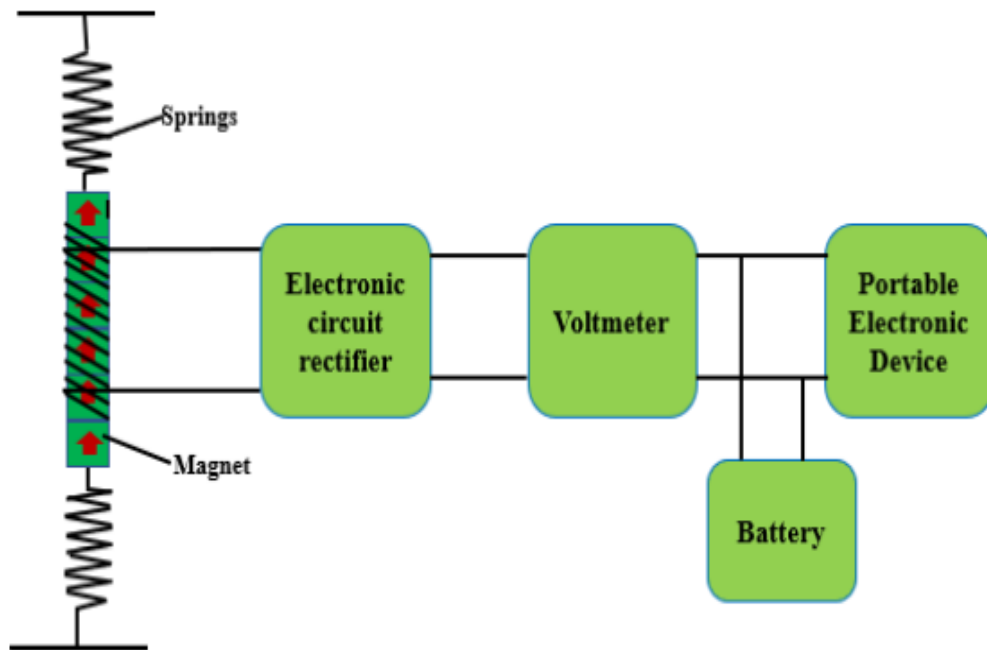 Springs
Electronic
circuit
rectifier
Voltmeter
Portable
Electronic
Device
Magnet
Battery